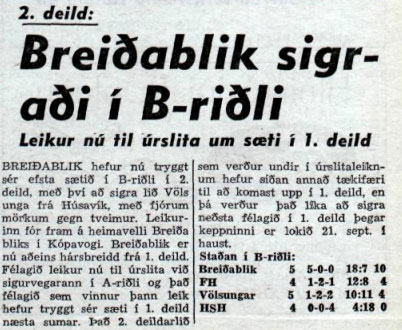 2. deild:
Breiðablik sigr-
aði í B-riðli
Leikur nú til úrslita um sæti í 1. deild
BREIÐABLIK hefur nú tryggt
sér efsta sætið í B-riðli í 2.
deild, með því að sigra lið Völs
unga frá Húsavík, með fjórum
mörkum gegn tveimur. Leikur-
inn fór fram á heimavelli Breiða
bliks í Kópavogi. Breiðablik er
nú aðeins hársbreidd frá 1. deild.
Félagið leikur nú til úrslita við
sigurvegarann í A-riðli og það
félagið sem vinnur þann leik
hefur tryggt sér sæti í 1. deild
næsta sumar. Það 2. deildarlið
sem verður undir í úrslitaleikn-
um hefur síðan annað tækifæri
til að komast upp í 1. deild, en
þá verður það líka að sigra
neðsta félagið í 1. deild þegar
keppninni er lokið 21. sept. í
haust.
Staðan í B-riðli:
Breiðablik 5 5-0-0 18:7 10
FH 4 1-2-1 12:8 4
Völsungar 5 1-2-2 10:11 4
HSH 4 0-0-4 4:18 0